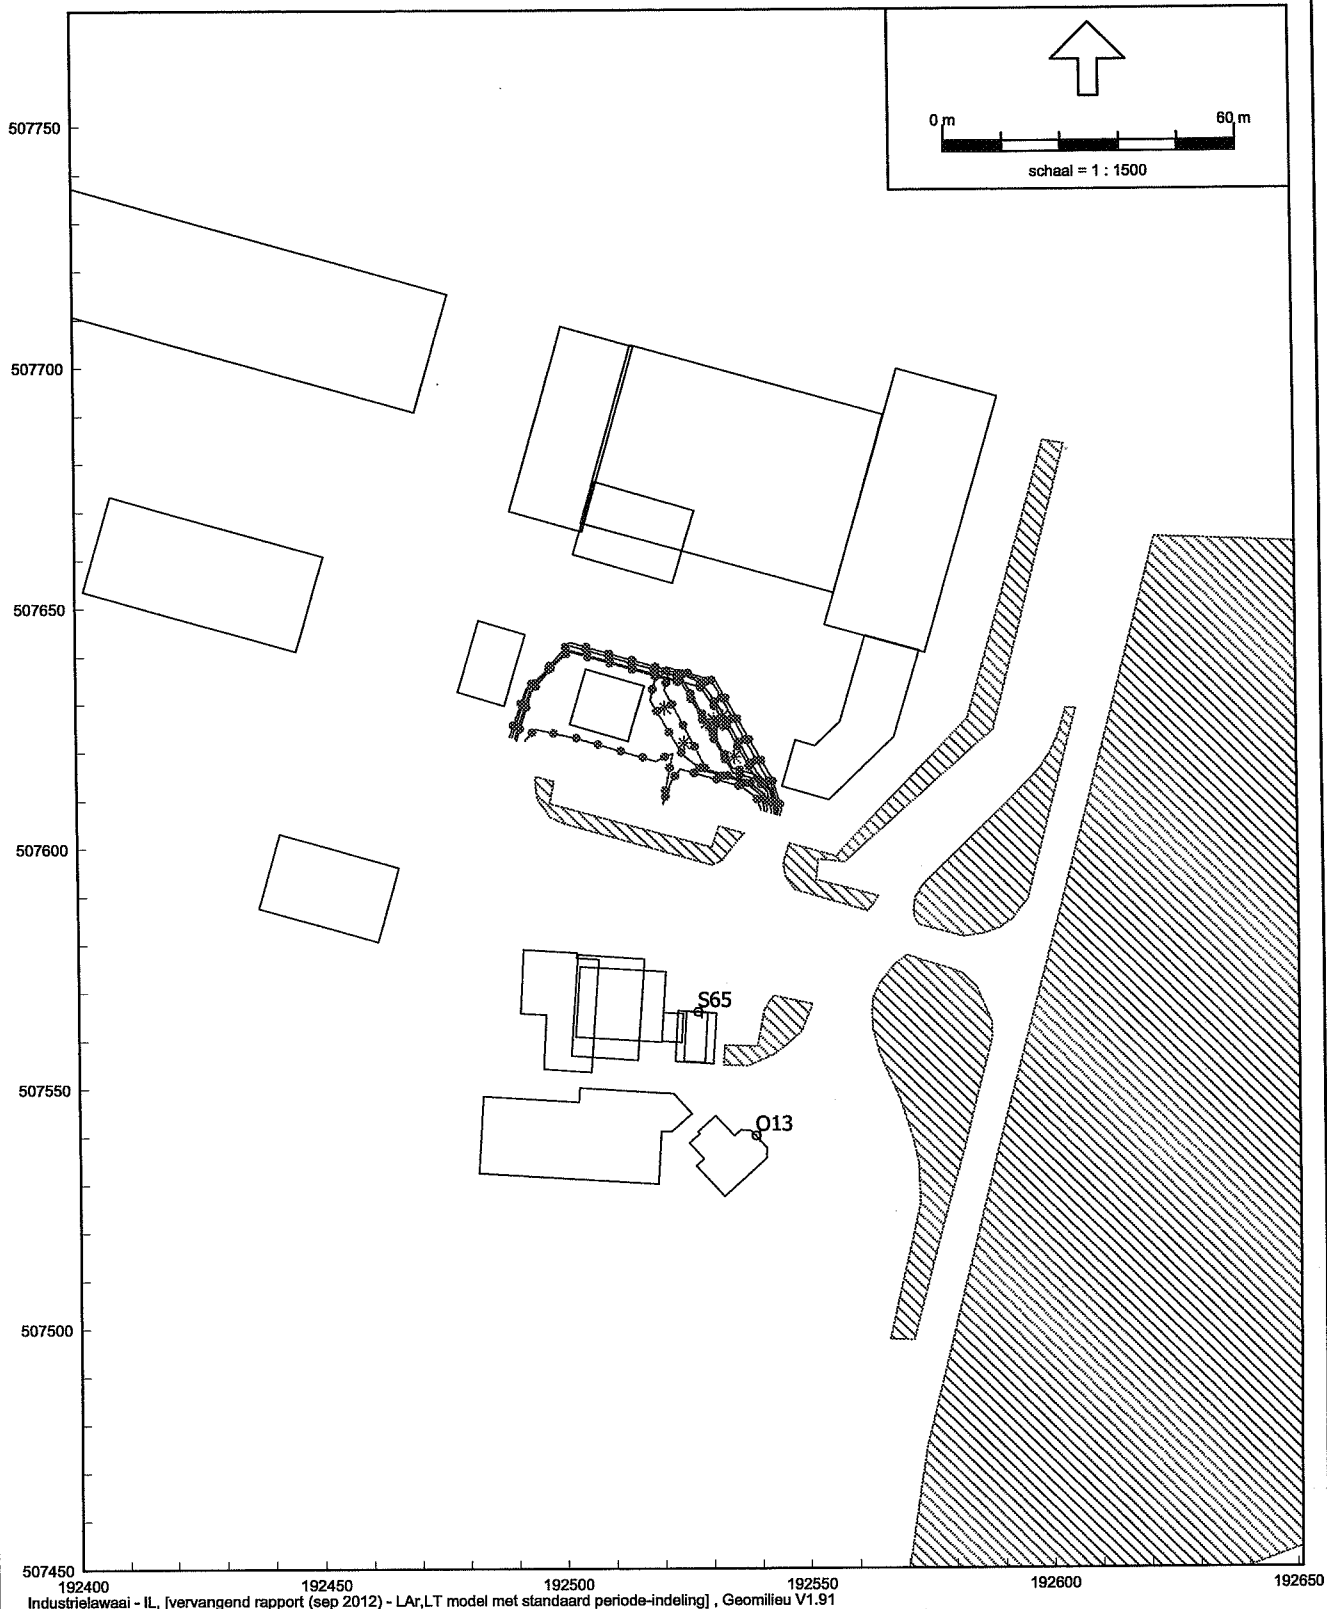 0 m 60 m
schaal = 1 : 1500
507750
507700
507650
507600
507550
507500
507450
S65
O13
192400 192450 192500 192550 192600 192650
Industrielawaai - IL, [vervangend rapport (sep 2012) - LAr,LT model met standaard periode-indeling] , Geomilieu V1.91